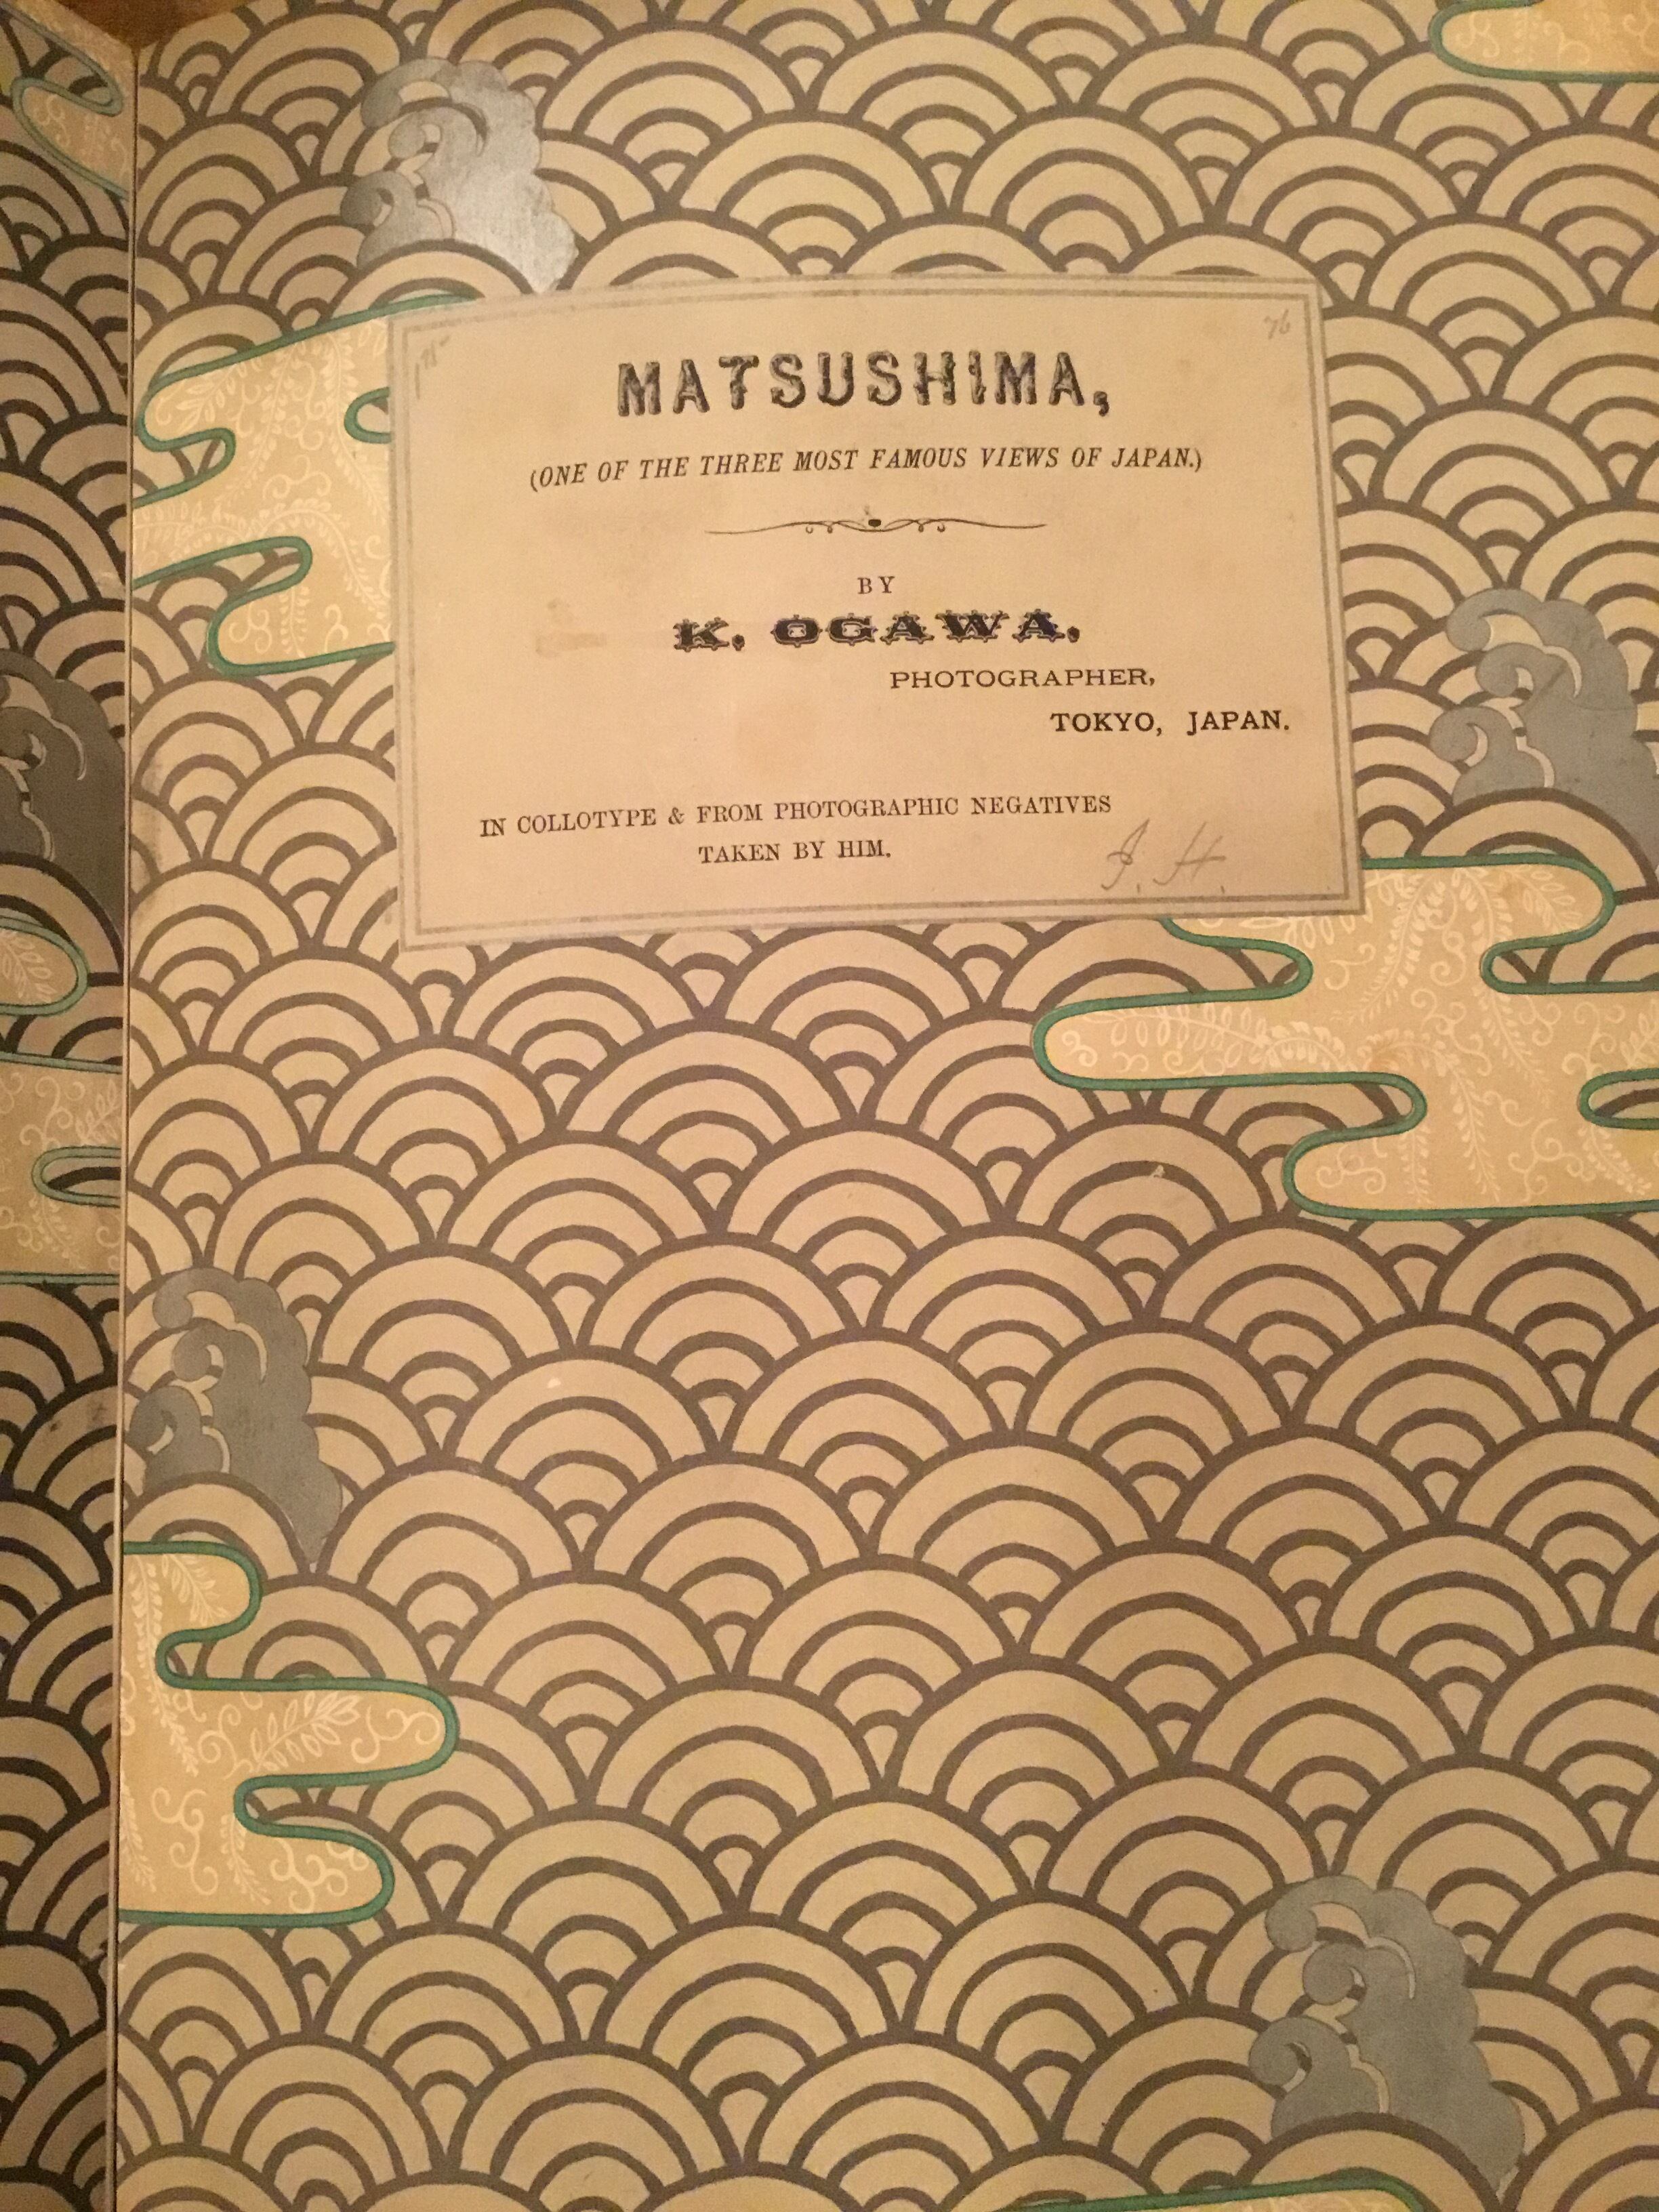 76
MATSUSHIMA,
(ONE OF THE THREE MOST FAMOUS VIEWS OF JAPAN.)
BY
K. OGAWA,
PHOTOGRAPHER,
TOKYO, JAPAN.
IN COLLOTYPE & FROM PHOTOGRAPHIC NEGATIVES
TAKEN BY HIM.
J. H.